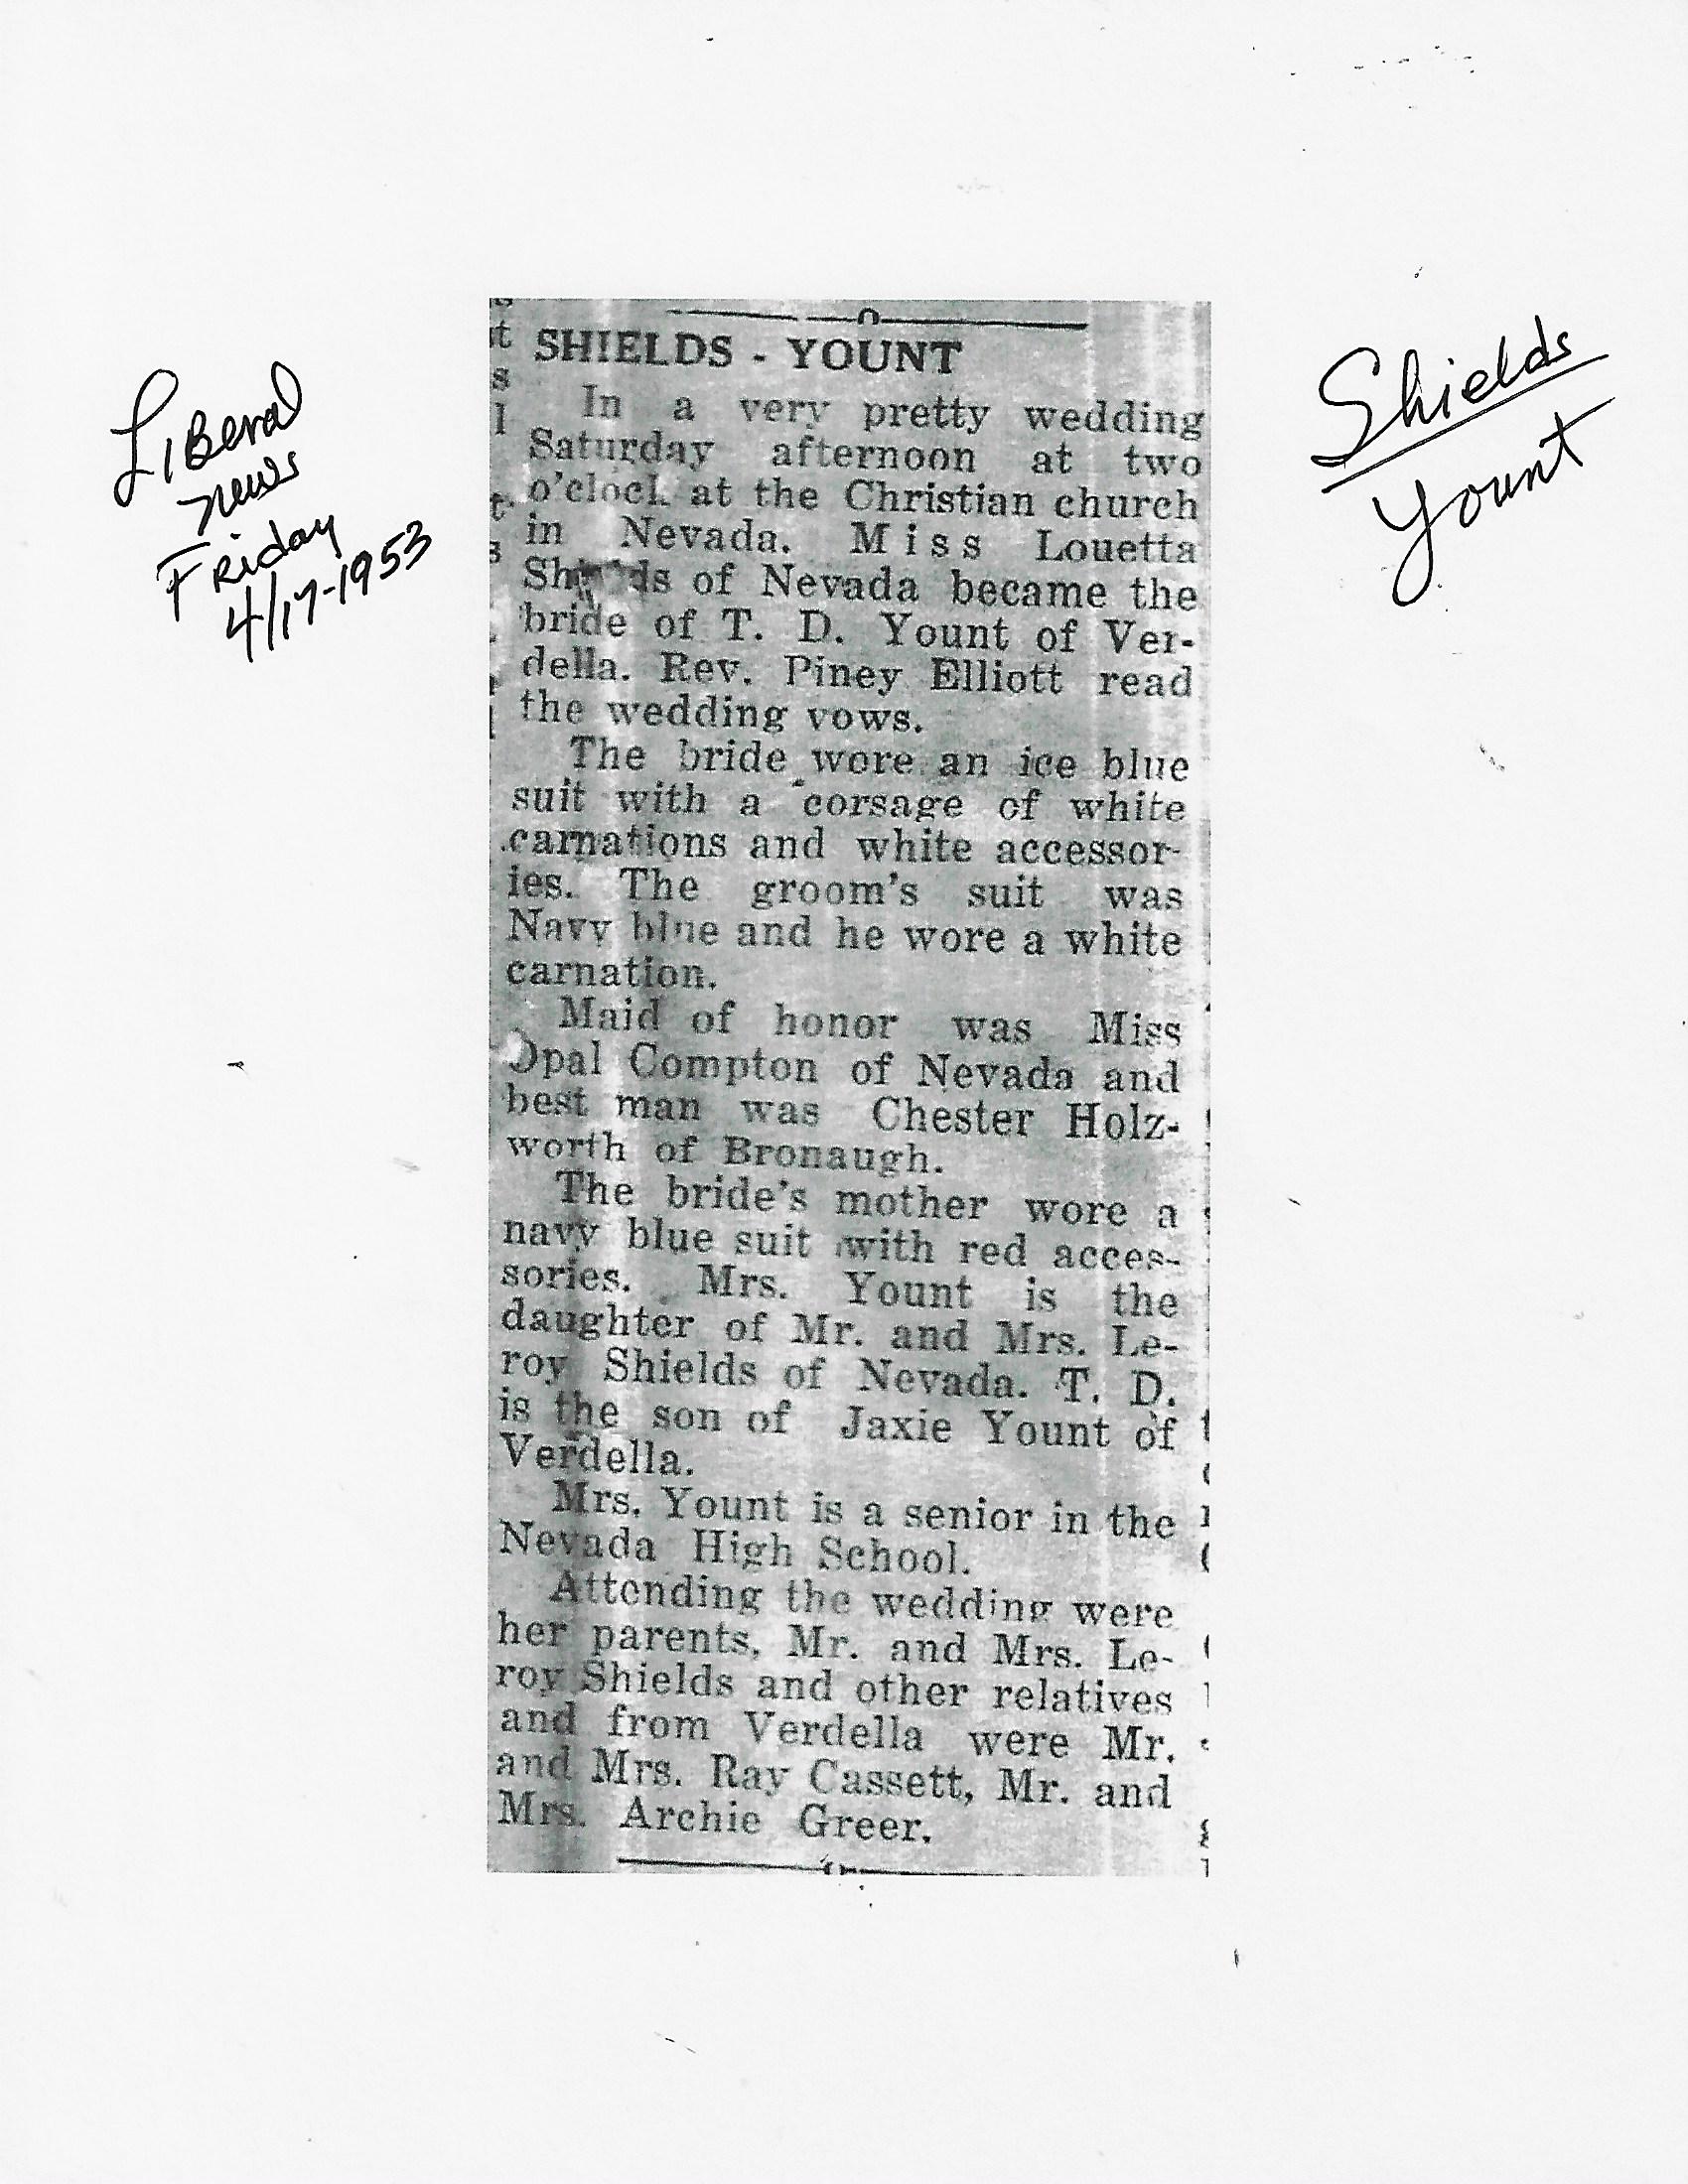 Liberal
News
Friday
4/17-1953
Shields
Yount
SHIELDS - YOUNT
In a very pretty wedding
Saturday afternoon at two
o'clock at the Christian church
in Nevada. Miss Louetta
Shields of Nevada became the
bride of T. D. Yount of Ver-
della. Rev. Piney Elliott read
the wedding vows.
The bride wore an ice blue
suit with a corsage of white
carnations and white accessor-
ies. The groom's suit was
Navy blue and he wore a white
carnation.
Maid of honor was Miss
Opal Compton of Nevada and
best man was Chester Holz-
worth of Bronaugh.
The bride's mother wore a
navy blue suit with red acces-
sories. Mrs. Yount is the
daughter of Mr. and Mrs. Le-
roy Shields of Nevada. T. D.
is the son of Jaxie Yount of
Verdella.
Mrs. Yount is a senior in the
Nevada High School.
Attending the wedding were
her parents, Mr. and Mrs. Le-
roy Shields and other relatives
and from Verdella were Mr.
and Mrs. Ray Cassett, Mr. and
Mrs. Archie Greer.